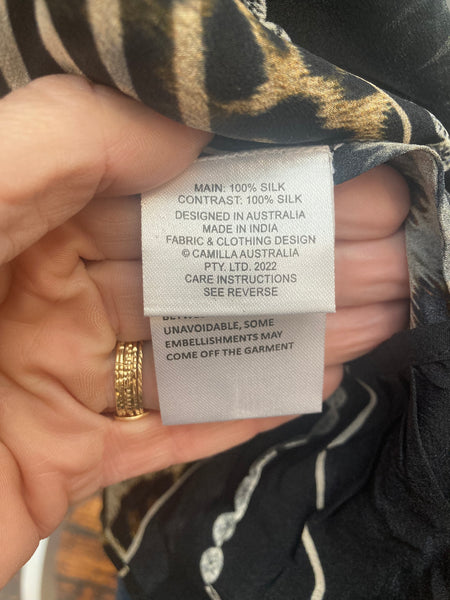 MAIN: 100% SILK
CONTRAST: 100% SILK
DESIGNED IN AUSTRALIA
MADE IN INDIA
FABRIC & CLOTHING DESIGN
© CAMILLA AUSTRALIA
PTY. LTD. 2022
CARE INSTRUCTIONS
SEE REVERSE
UNAVOIDABLE, SOME
EMBELLISHMENTS MAY
COME OFF THE GARMENT